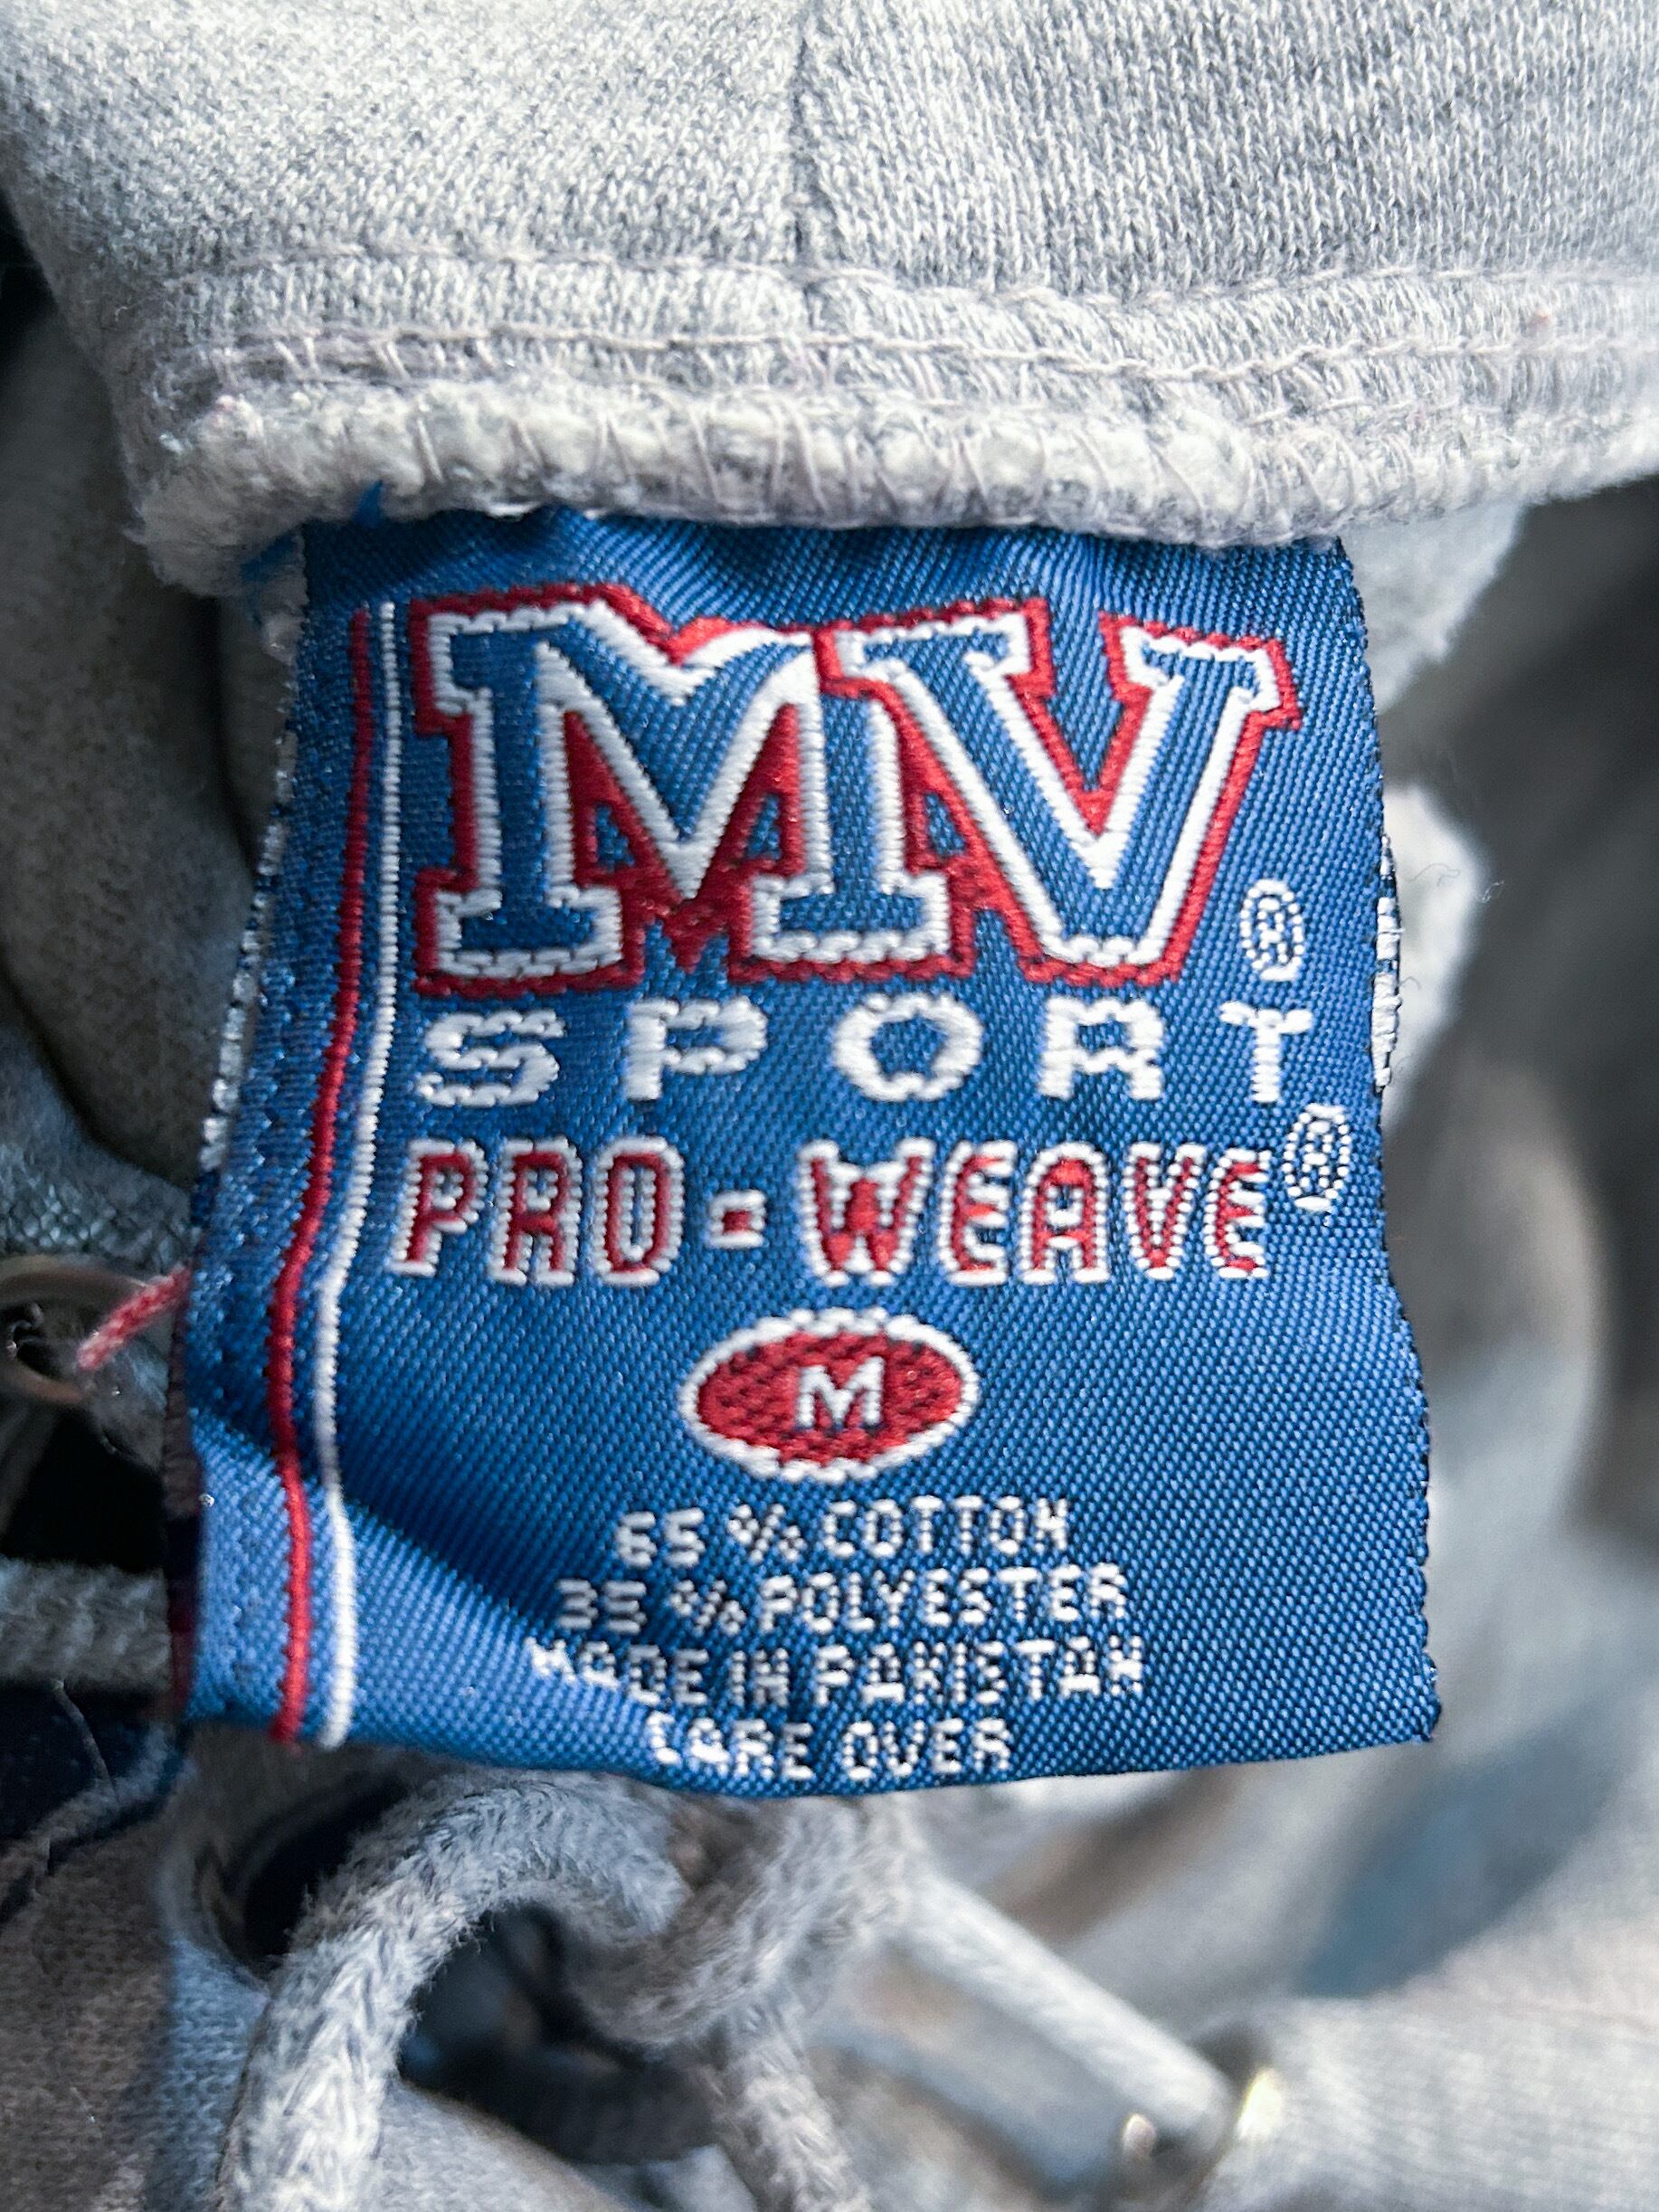 MV®
SPORT
PRO-WEAVE®
M
65% COTTON
35% POLYESTER
MADE IN PAKISTAN
CARE OVER